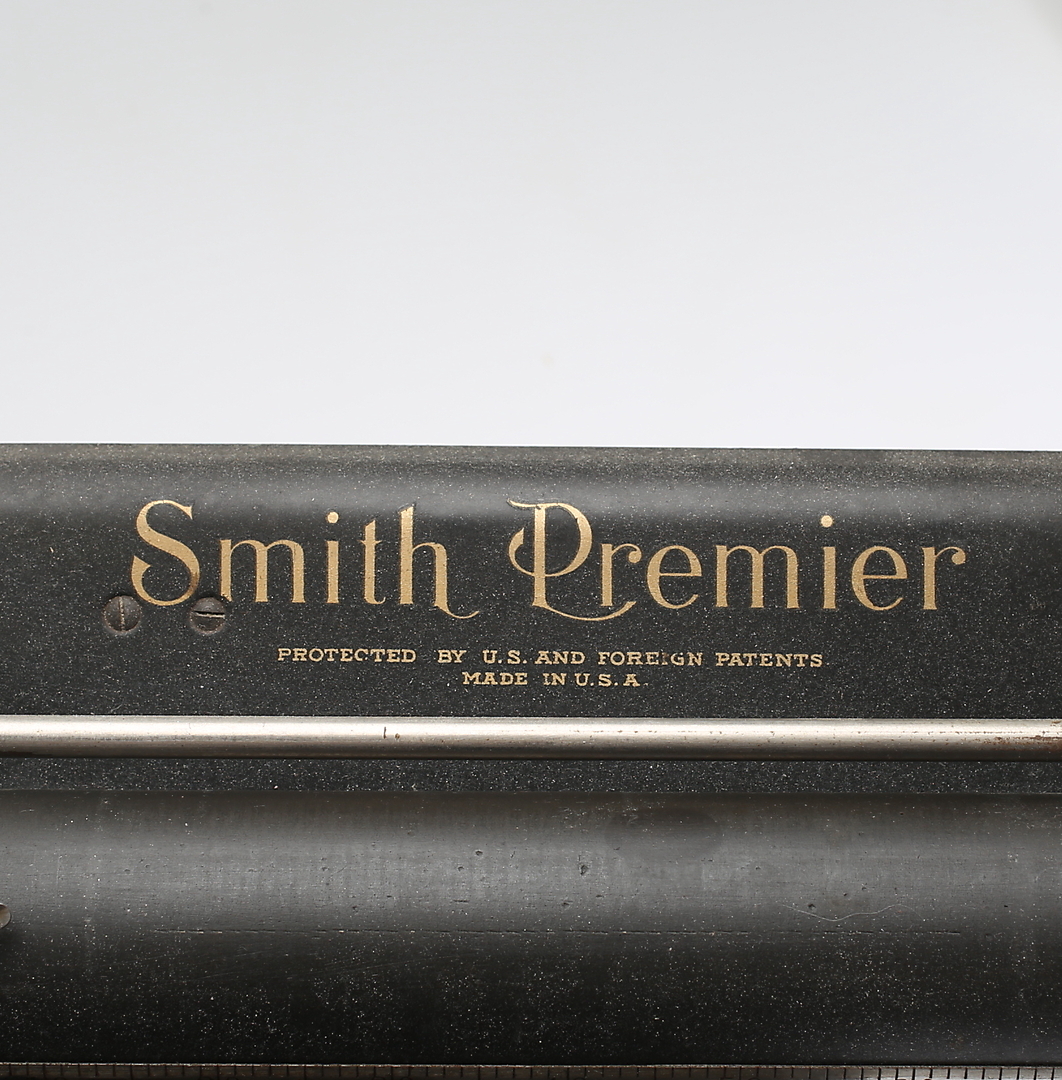 Smith Premier
PROTECTED BY U.S. AND FOREIGN PATENTS.
MADE IN U.S.A.